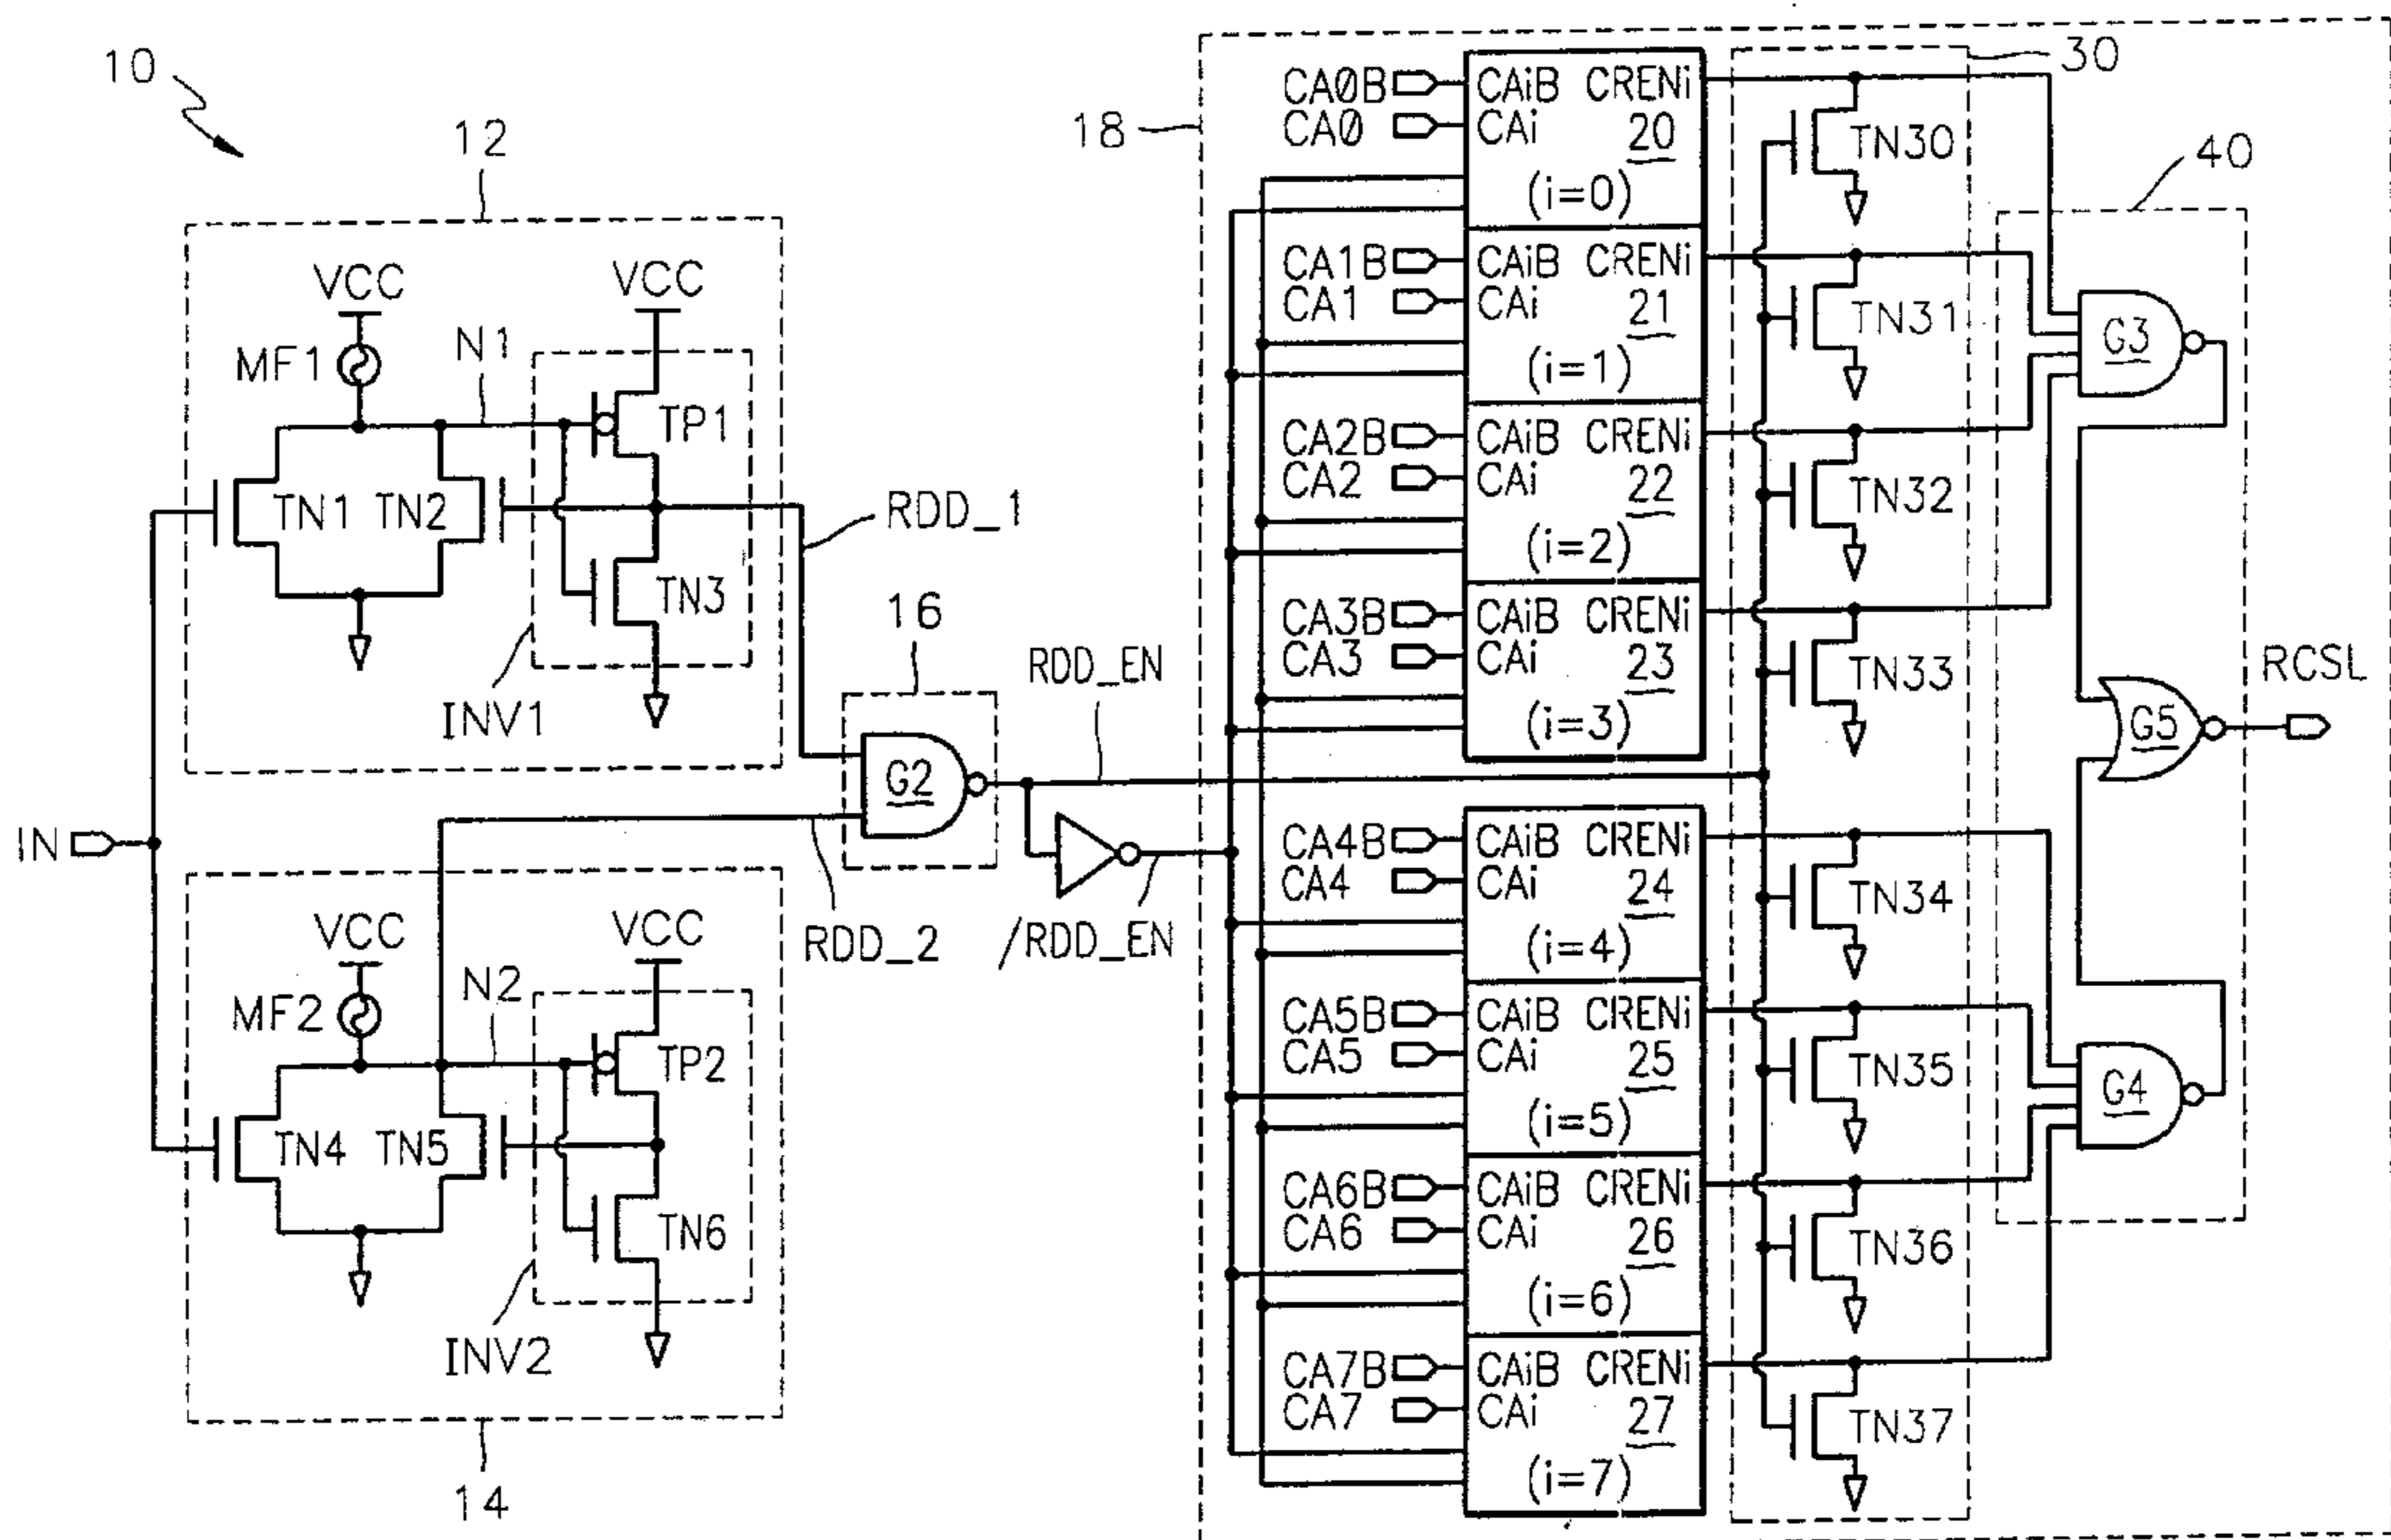 10
12
VCC
VCC
MF1
N1
TP1
TN1
TN2
TN3
INV1
RDD_1
16
G2
IN
RDD_2
RDD_EN
/RDD_EN
VCC
VCC
MF2
N2
TP2
TN4
TN5
TN6
INV2
14
18
CA0B
CA0
CAiB CRENi
CAi
20
(i=0)
CA1B
CA1
CAiB CRENi
CAi
21
(i=1)
CA2B
CA2
CAiB CRENi
CAi
22
(i=2)
CA3B
CA3
CAiB CRENi
CAi
23
(i=3)
CA4B
CA4
CAiB CRENi
CAi
24
(i=4)
CA5B
CA5
CAiB CRENi
CAi
25
(i=5)
CA6B
CA6
CAiB CRENi
CAi
26
(i=6)
CA7B
CA7
CAiB CRENi
CAi
27
(i=7)
30
TN30
TN31
TN32
TN33
TN34
TN35
TN36
TN37
40
G3
G5
G4
RCSL